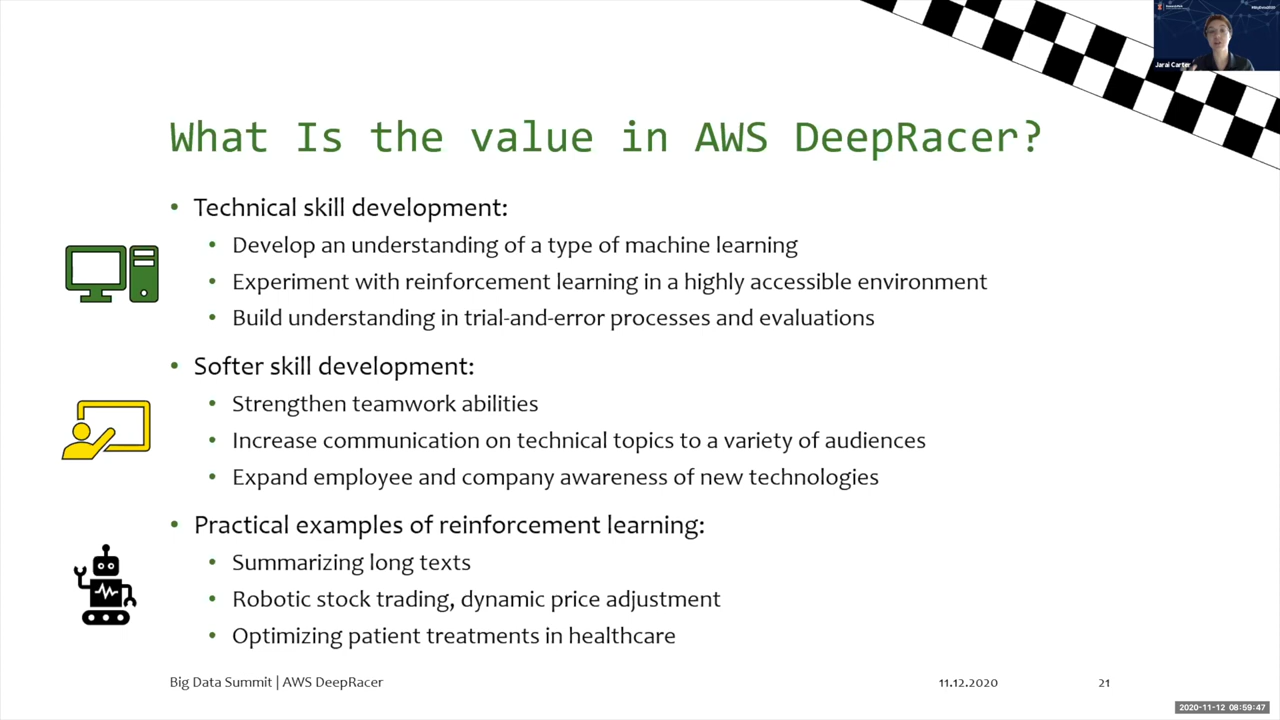 Jarai Carter
What Is the value in AWS DeepRacer?
• Technical skill development:
• Develop an understanding of a type of machine learning
• Experiment with reinforcement learning in a highly accessible environment
• Build understanding in trial-and-error processes and evaluations
• Softer skill development:
• Strengthen teamwork abilities
• Increase communication on technical topics to a variety of audiences
• Expand employee and company awareness of new technologies
• Practical examples of reinforcement learning:
• Summarizing long texts
• Robotic stock trading, dynamic price adjustment
• Optimizing patient treatments in healthcare
Big Data Summit | AWS DeepRacer
11.12.2020
21
2020-11-12 08:59:47